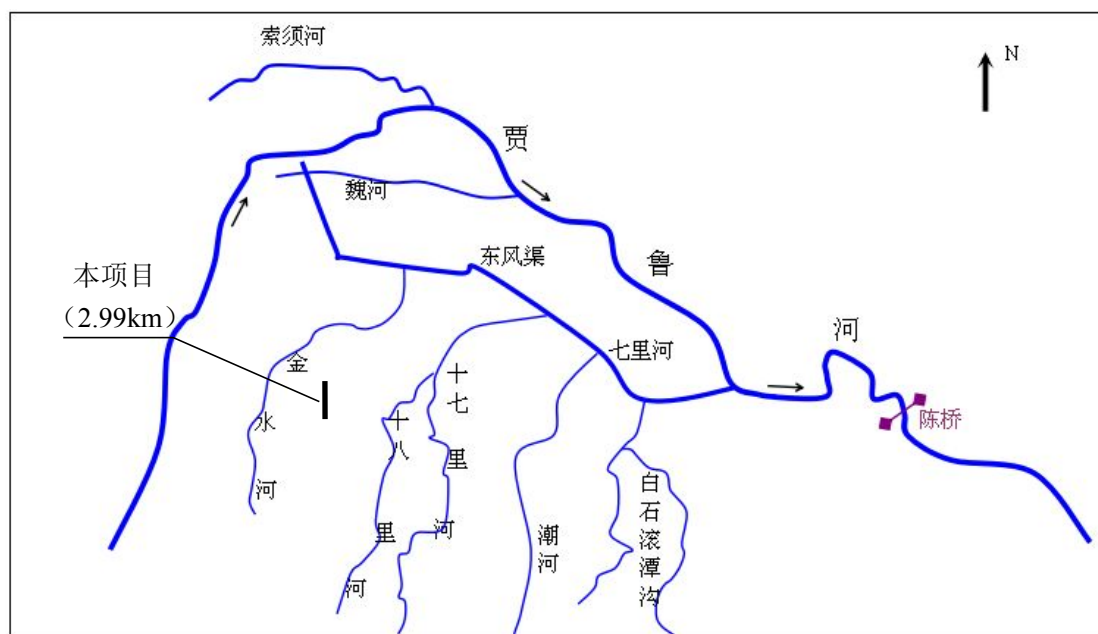 索须河
N
贾
魏河
鲁
东风渠
本项目
(2.99km)
河
七里河
金水河
十七里河
十八里河
陈桥
潮河
白石滚潭沟